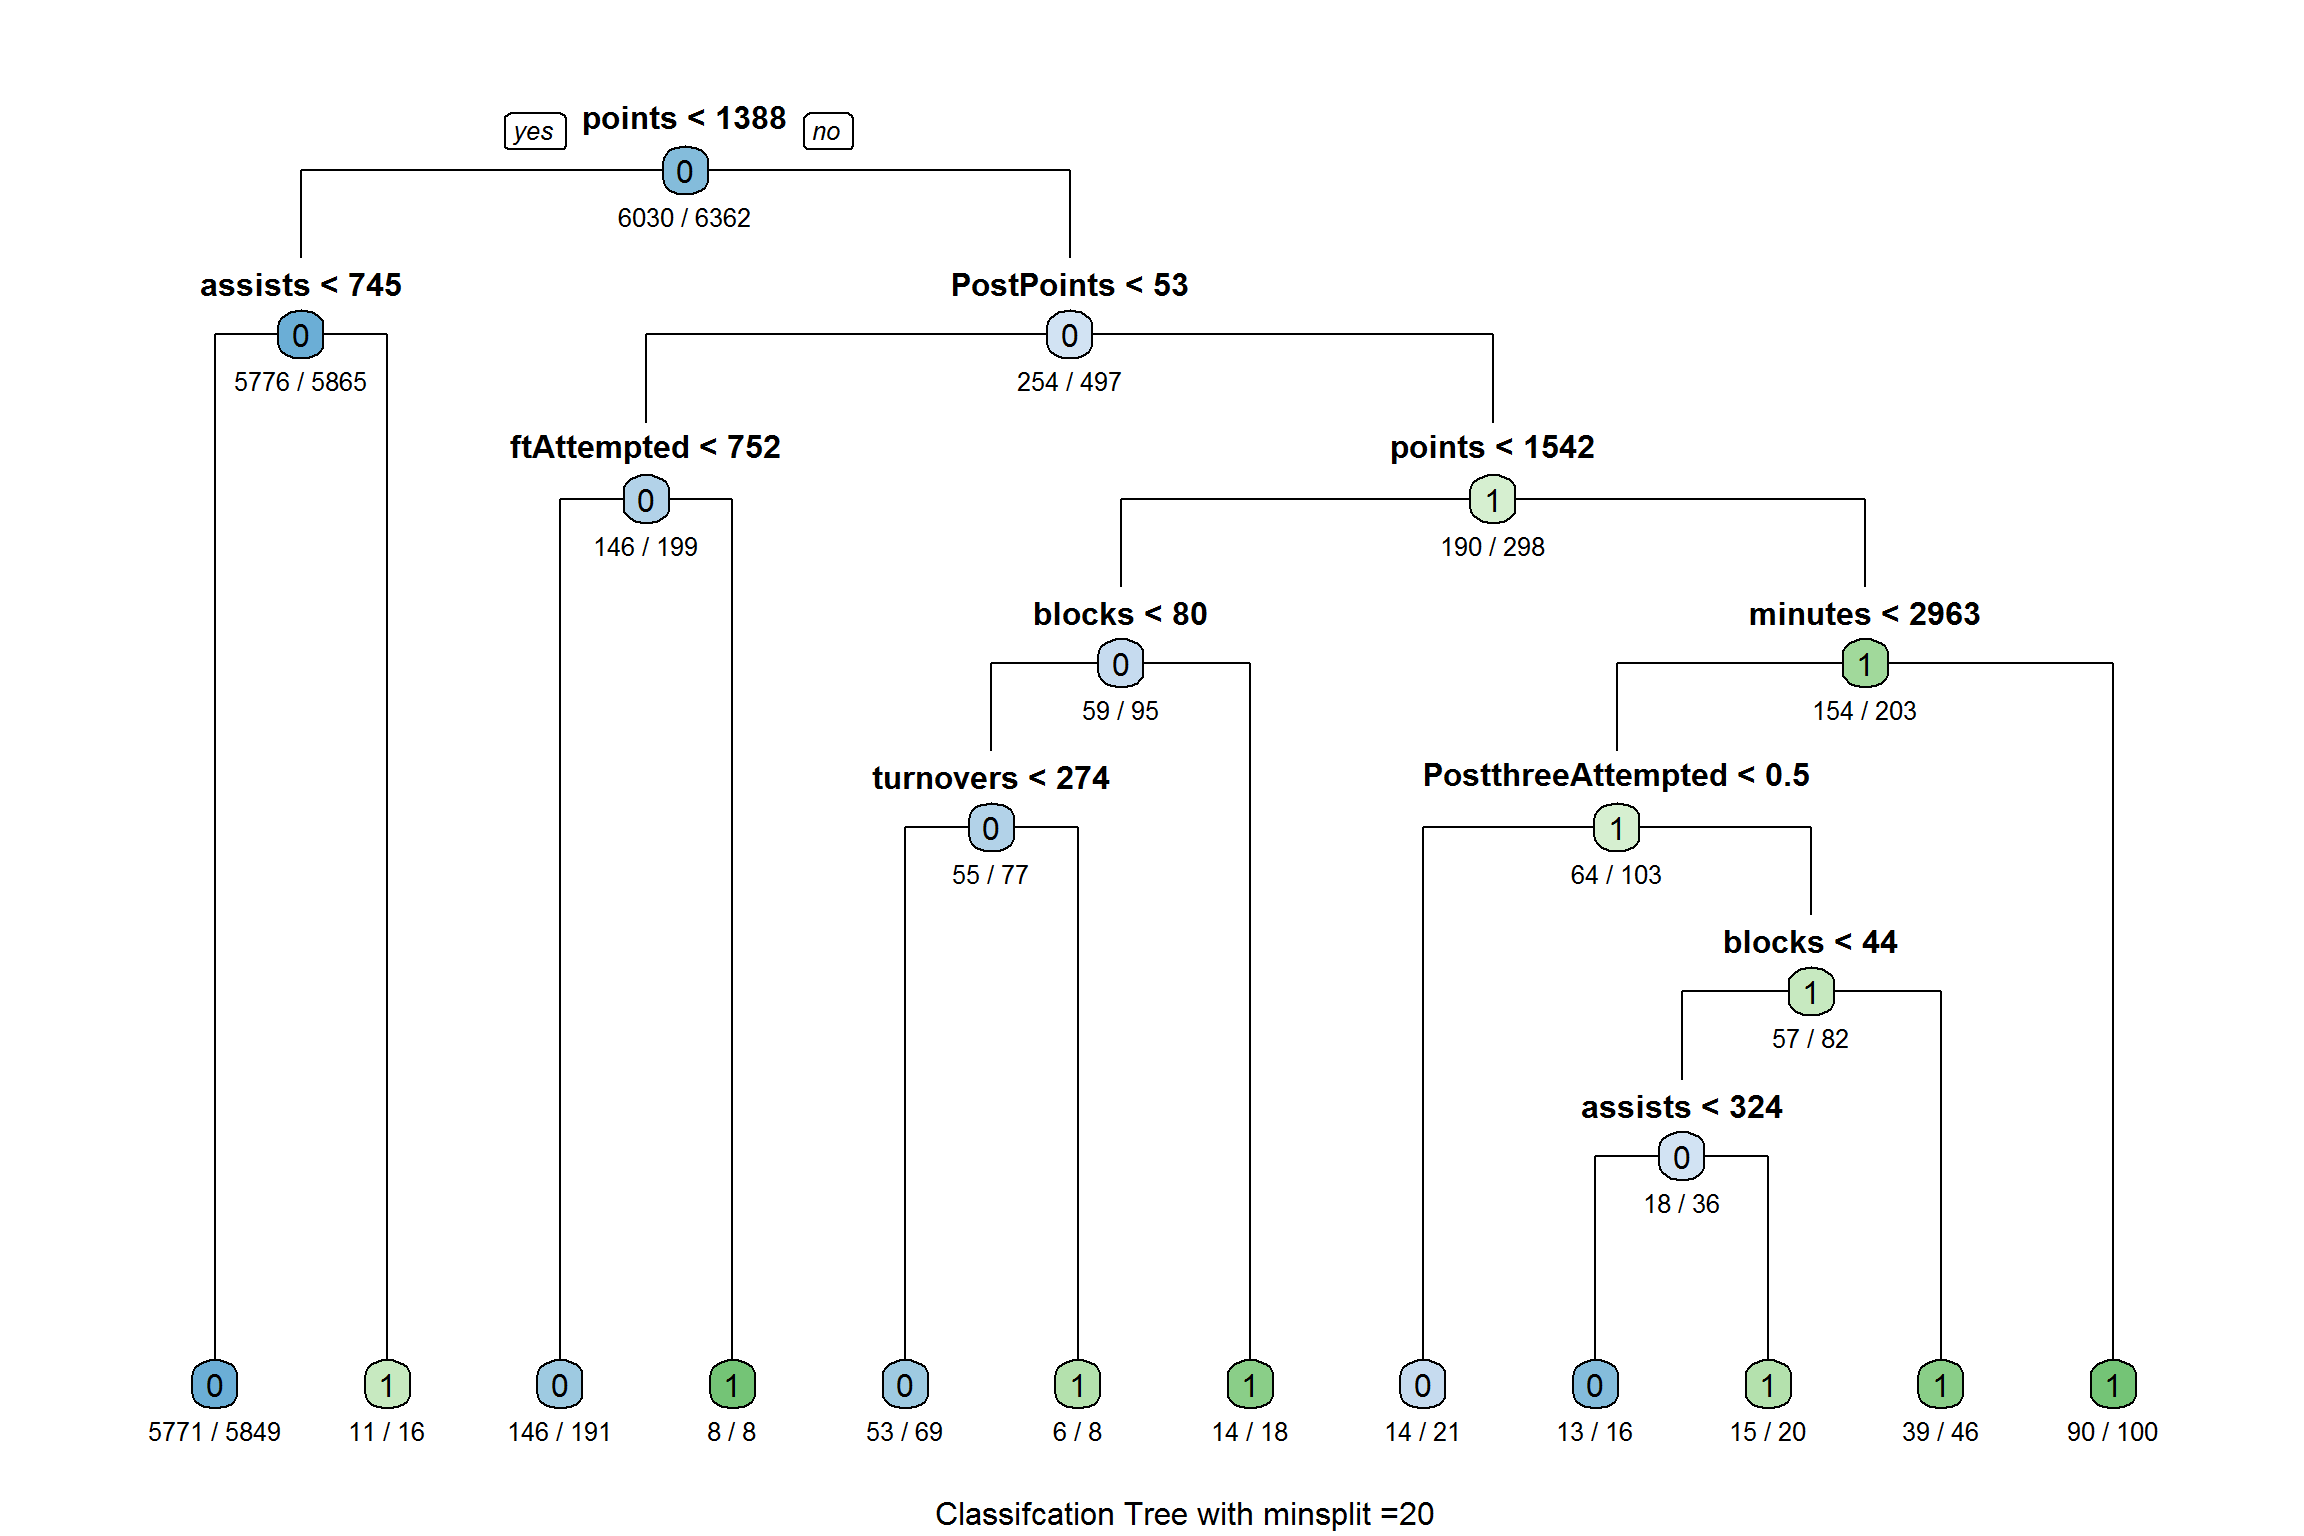 yes points < 1388 no
0
6030 / 6362
assists < 745 PostPoints < 53
0 0
5776 / 5865 254 / 497
ftAttempted < 752 points < 1542
0 1
146 / 199 190 / 298
blocks < 80 minutes < 2963
0 1
59 / 95 154 / 203
turnovers < 274 PostthreeAttempted < 0.5
0 1
55 / 77 64 / 103
blocks < 44
1
57 / 82
assists < 324
0
18 / 36
0 1 0 1 0 1 1 0 0 1 1 1
5771 / 5849 11 / 16 146 / 191 8 / 8 53 / 69 6 / 8 14 / 18 14 / 21 13 / 16 15 / 20 39 / 46 90 / 100
Classifcation Tree with minsplit =20